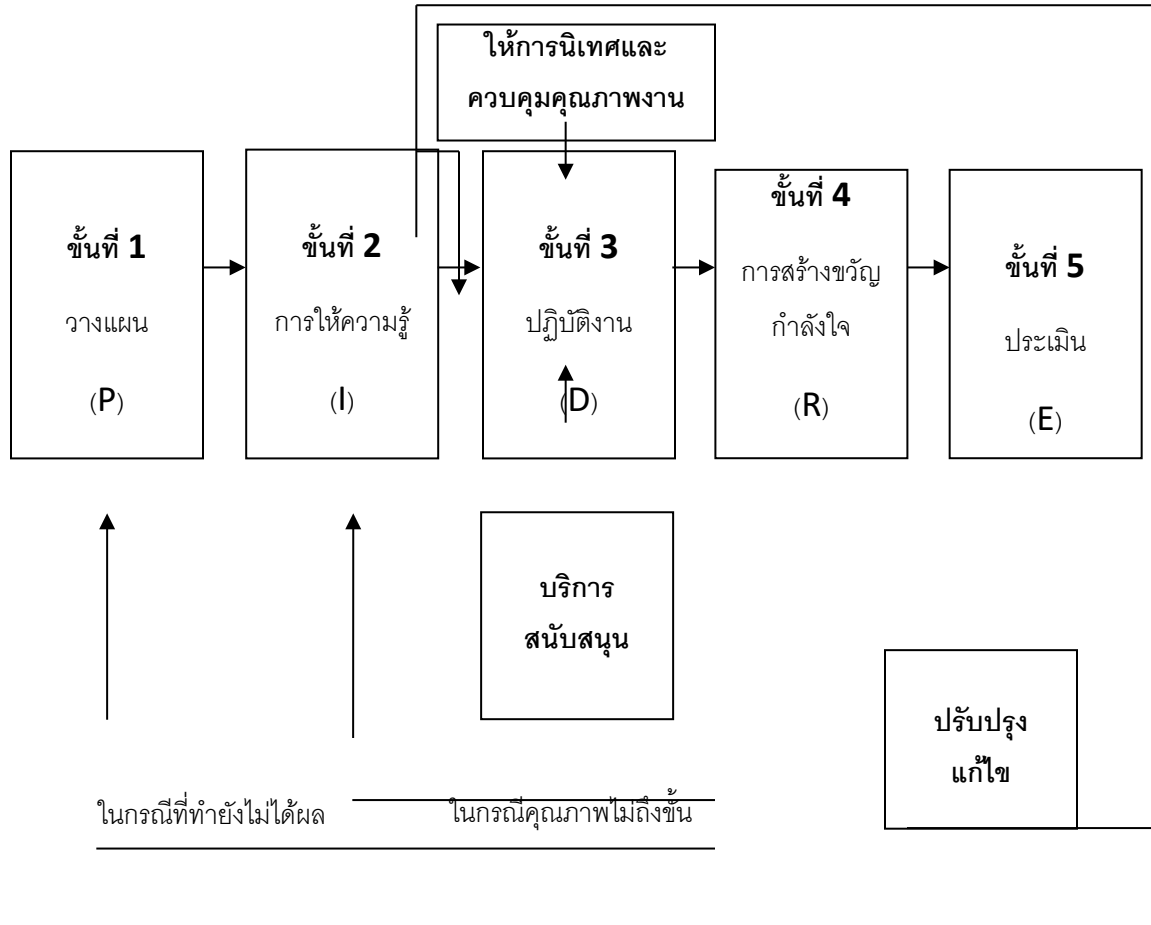 ให้การนิเทศและ
ควบคุมคุณภาพงาน
ขั้นที่ 1
วางแผน
(P)
ขั้นที่ 2
การให้ความรู้
(I)
ขั้นที่ 3
ปฏิบัติงาน
(D)
ขั้นที่ 4
การสร้างขวัญ
กำลังใจ
(R)
ขั้นที่ 5
ประเมิน
(E)
บริการ
สนับสนุน
ปรับปรุง
แก้ไข
ในกรณีที่ทำยังไม่ได้ผล
ในกรณีคุณภาพไม่ถึงขั้น